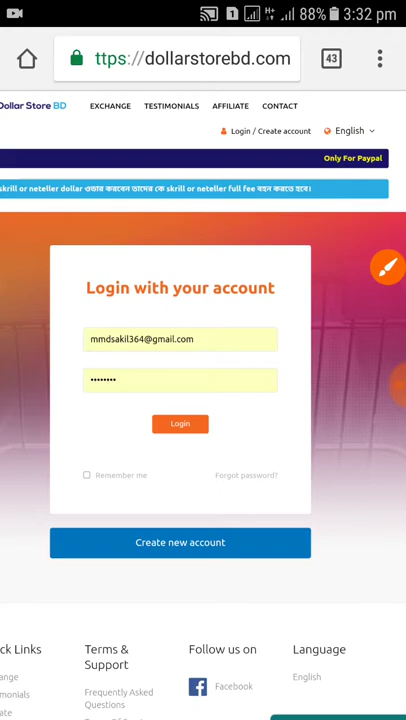 88% 3:32 pm
ttps://dollarstorebd.com 43
Dollar Store BD EXCHANGE TESTIMONIALS AFFILIATE CONTACT
Login / Create account English
Only For Paypal
skrill or neteller dollar ওডার করবেন তাদের কে skrill or neteller full fee বহন করতে হবে।
Login with your account
mmdsakil364@gmail.com
••••••••
Login
Remember me Forgot password?
Create new account
ck Links Terms & Support Follow us on Language
nge Frequently Asked Questions Facebook English
monials
ate